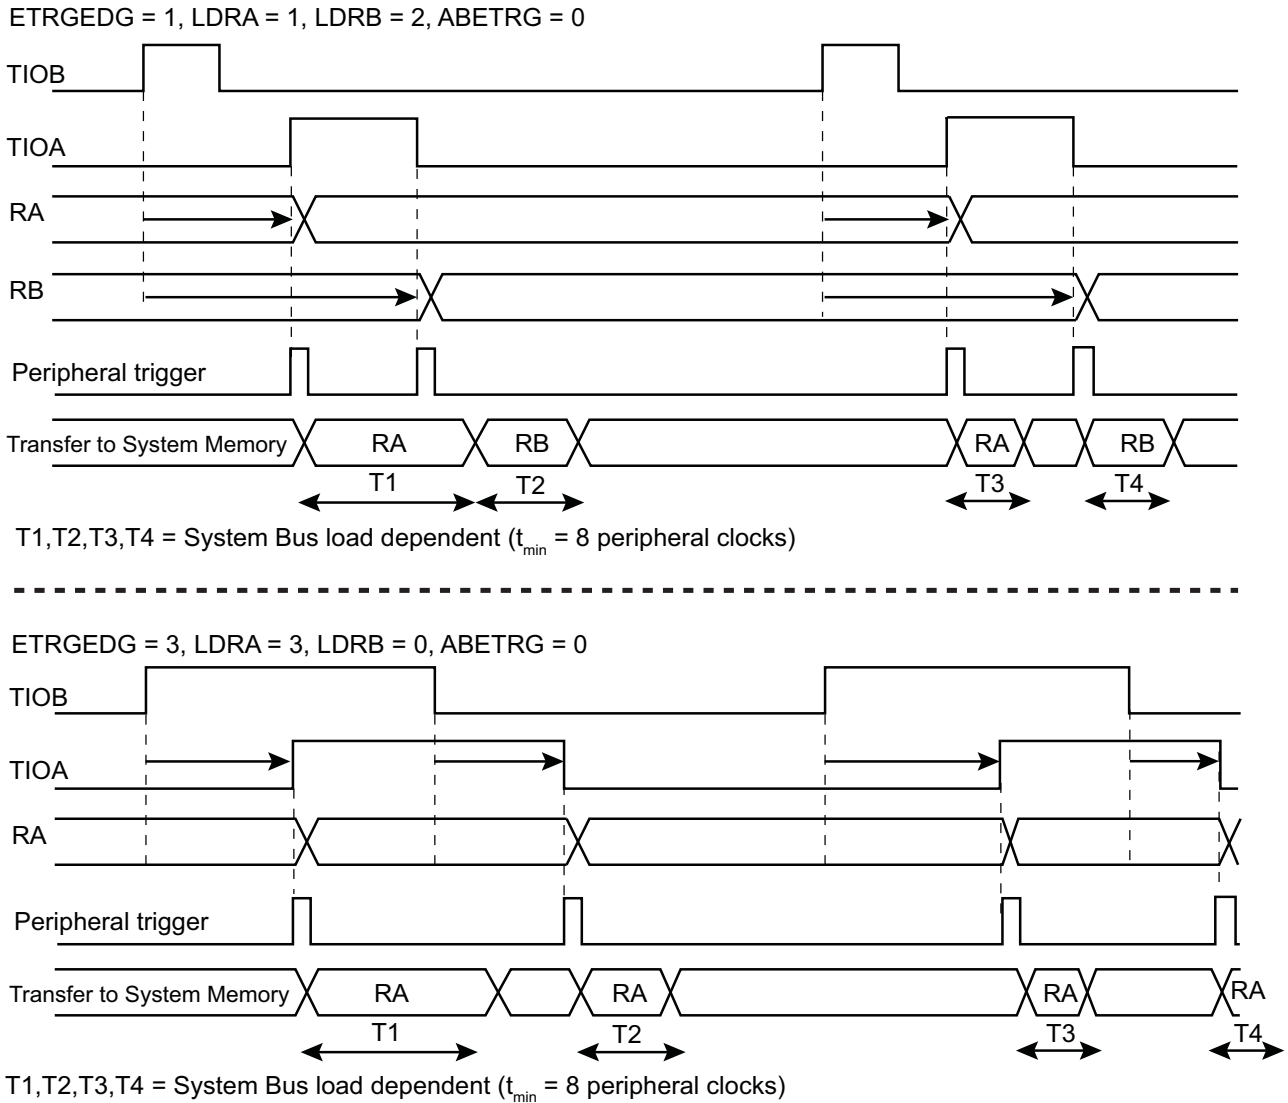 ETRGEDG = 1, LDRA = 1, LDRB = 2, ABETRG = 0
TIOB
TIOA
RA
RB
Peripheral trigger
Transfer to System Memory RA RB RA RB
T1 T2 T3 T4
T1,T2,T3,T4 = System Bus load dependent (tmin = 8 peripheral clocks)
ETRGEDG = 3, LDRA = 3, LDRB = 0, ABETRG = 0
TIOB
TIOA
RA
Peripheral trigger
Transfer to System Memory RA RA RA RA
T1 T2 T3 T4
T1,T2,T3,T4 = System Bus load dependent (tmin = 8 peripheral clocks)